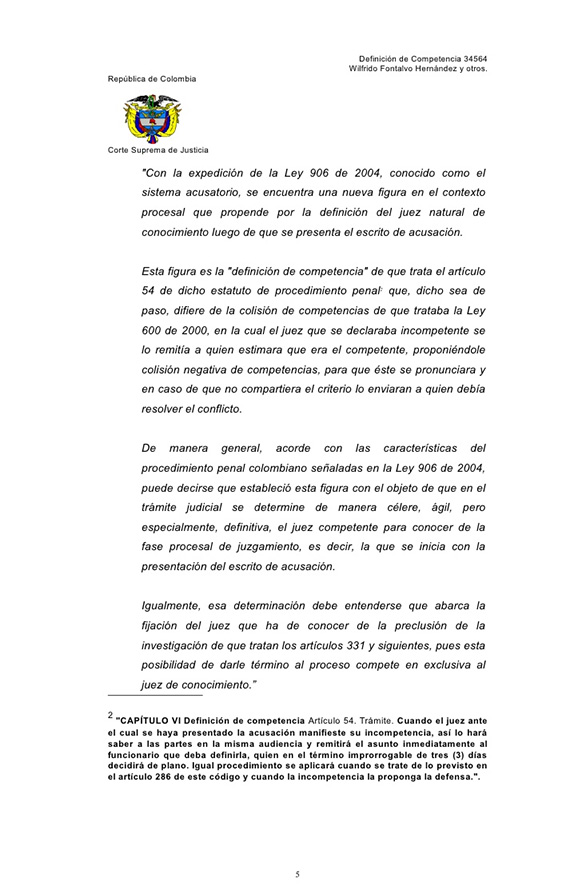 Definición de Competencia 34564
Wilfrido Fontalvo Hernández y otros.
República de Colombia
Corte Suprema de Justicia
"Con la expedición de la Ley 906 de 2004, conocido como el
sistema acusatorio, se encuentra una nueva figura en el contexto
procesal que propende por la definición del juez natural de
conocimiento luego de que se presenta el escrito de acusación.
Esta figura es la "definición de competencia" de que trata el artículo
54 de dicho estatuto de procedimiento penal2 que, dicho sea de
paso, difiere de la colisión de competencias de que trataba la Ley
600 de 2000, en la cual el juez que se declaraba incompetente se
lo remitía a quien estimara que era el competente, proponiéndole
colisión negativa de competencias, para que éste se pronunciara y
en caso de que no compartiera el criterio lo enviaran a quien debía
resolver el conflicto.
De manera general, acorde con las características del
procedimiento penal colombiano señaladas en la Ley 906 de 2004,
puede decirse que estableció esta figura con el objeto de que en el
trámite judicial se determine de manera célere, ágil, pero
especialmente, definitiva, el juez competente para conocer de la
fase procesal de juzgamiento, es decir, la que se inicia con la
presentación del escrito de acusación.
Igualmente, esa determinación debe entenderse que abarca la
fijación del juez que ha de conocer de la preclusión de la
investigación de que tratan los artículos 331 y siguientes, pues esta
posibilidad de darle término al proceso compete en exclusiva al
juez de conocimiento."
2 "CAPÍTULO VI Definición de competencia Artículo 54. Trámite. Cuando el juez ante
el cual se haya presentado la acusación manifieste su incompetencia, así lo hará
saber a las partes en la misma audiencia y remitirá el asunto inmediatamente al
funcionario que deba definirla, quien en el término improrrogable de tres (3) días
decidirá de plano. Igual procedimiento se aplicará cuando se trate de lo previsto en
el artículo 286 de este código y cuando la incompetencia la proponga la defensa.".
5